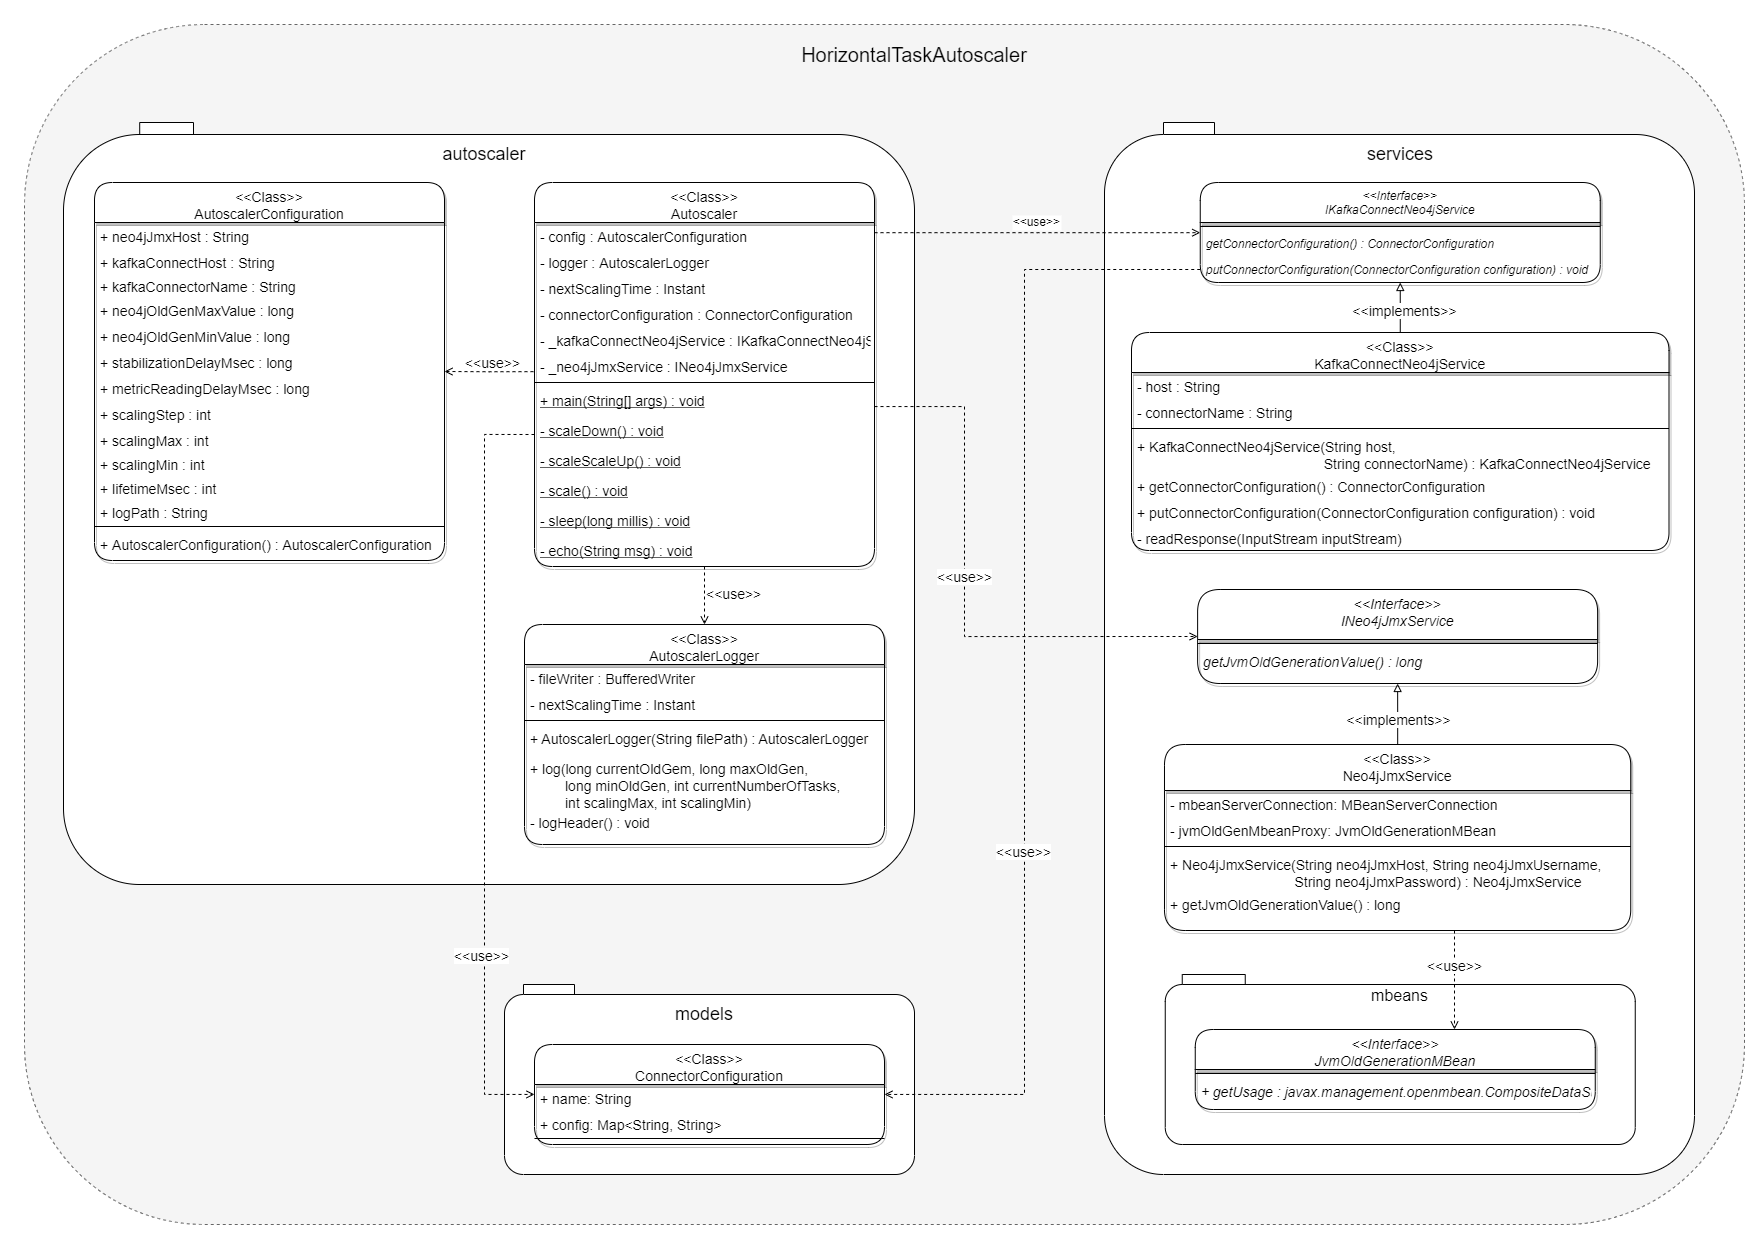 HorizontalTaskAutoscaler
autoscaler
<<Class>>
AutoscalerConfiguration
+ neo4jJmxHost : String
+ kafkaConnectHost : String
+ kafkaConnectorName : String
+ neo4jOldGenMaxValue : long
+ neo4jOldGenMinValue : long
+ stabilizationDelayMsec : long
+ metricReadingDelayMsec : long
+ scalingStep : int
+ scalingMax : int
+ scalingMin : int
+ lifetimeMsec : int
+ logPath : String
+ AutoscalerConfiguration() : AutoscalerConfiguration
<<use>>
<<Class>>
Autoscaler
- config : AutoscalerConfiguration
- logger : AutoscalerLogger
- nextScalingTime : Instant
- connectorConfiguration : ConnectorConfiguration
- _kafkaConnectNeo4jService : IKafkaConnectNeo4jS
- _neo4jJmxService : INeo4jJmxService
+ main(String[] args) : void
- scaleDown() : void
- scaleScaleUp() : void
- scale() : void
- sleep(long millis) : void
- echo(String msg) : void
<<use>>
<<Class>>
AutoscalerLogger
- fileWriter : BufferedWriter
- nextScalingTime : Instant
+ AutoscalerLogger(String filePath) : AutoscalerLogger
+ log(long currentOldGem, long maxOldGen,
long minOldGen, int currentNumberOfTasks,
int scalingMax, int scalingMin)
- logHeader() : void
<<use>>
<<use>>
<<use>>
<<use>>
models
<<Class>>
ConnectorConfiguration
+ name: String
+ config: Map<String, String>
services
<<Interface>>
IKafkaConnectNeo4jService
getConnectorConfiguration() : ConnectorConfiguration
putConnectorConfiguration(ConnectorConfiguration configuration) : void
<<implements>>
<<Class>>
KafkaConnectNeo4jService
- host : String
- connectorName : String
+ KafkaConnectNeo4jService(String host,
String connectorName) : KafkaConnectNeo4jService
+ getConnectorConfiguration() : ConnectorConfiguration
+ putConnectorConfiguration(ConnectorConfiguration configuration) : void
- readResponse(InputStream inputStream)
<<Interface>>
INeo4jJmxService
getJvmOldGenerationValue() : long
<<implements>>
<<Class>>
Neo4jJmxService
- mbeanServerConnection: MBeanServerConnection
- jvmOldGenMbeanProxy: JvmOldGenerationMBean
+ Neo4jJmxService(String neo4jJmxHost, String neo4jJmxUsername,
String neo4jJmxPassword) : Neo4jJmxService
+ getJvmOldGenerationValue() : long
<<use>>
mbeans
<<Interface>>
JvmOldGenerationMBean
+ getUsage : javax.management.openmbean.CompositeDataS